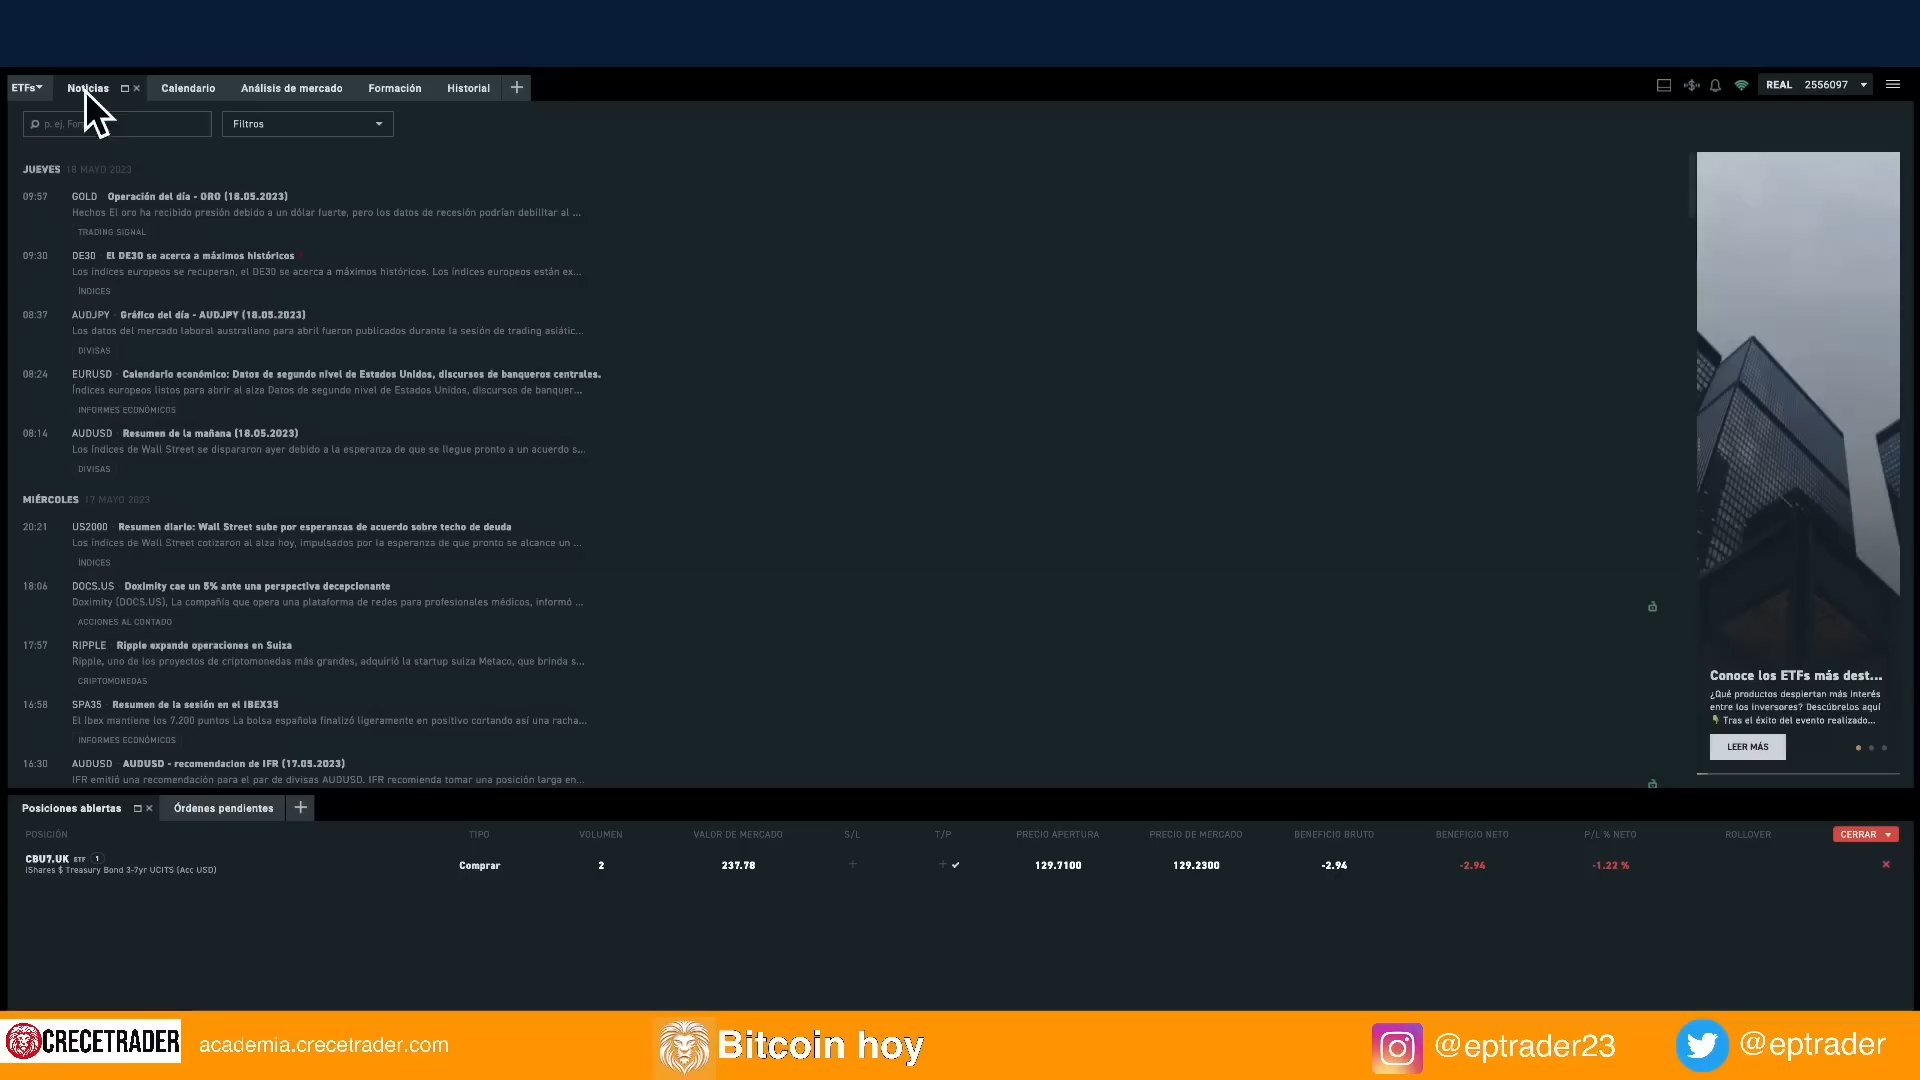 ETFs Noticias Calendario Análisis de mercado Formación Historial
REAL 2556097
p. ej. For
Filtros
JUEVES 18 MAYO 2023
09:57 GOLD Operación del día - ORO (18.05.2023)
Hechos El oro ha recibido presión debido a un dólar fuerte, pero los datos de recesión podrían debilitar al ...
TRADING SIGNAL
09:30 DE30 El DE30 se acerca a máximos históricos
Los índices europeos se recuperan, el DE30 se acerca a máximos históricos. Los índices europeos están ex...
ÍNDICES
08:37 AUDJPY Gráfico del día - AUDJPY (18.05.2023)
Los datos del mercado laboral australiano para abril fueron publicados durante la sesión de trading asiátic...
DIVISAS
08:24 EURUSD Calendario económico: Datos de segundo nivel de Estados Unidos, discursos de banqueros centrales.
Índices europeos listos para abrir al alza Datos de segundo nivel de Estados Unidos, discursos de banquer...
INFORMES ECONÓMICOS
08:14 AUDUSD Resumen de la mañana (18.05.2023)
Los índices de Wall Street se dispararon ayer debido a la esperanza de que se llegue pronto a un acuerdo s...
DIVISAS
MIÉRCOLES 17 MAYO 2023
20:21 US2000 Resumen diario: Wall Street sube por esperanzas de acuerdo sobre techo de deuda
Los índices de Wall Street cotizaron al alza hoy, impulsados por la esperanza de que pronto se alcance un ...
ÍNDICES
18:06 DOCS.US Doximity cae un 5% ante una perspectiva decepcionante
Doximity (DOCS.US), La compañía que opera una plataforma de redes para profesionales médicos, informó ...
ACCIONES AL CONTADO
17:57 RIPPLE Ripple expande operaciones en Suiza
Ripple, uno de los proyectos de criptomonedas más grandes, adquirió la startup suiza Metaco, que brinda s...
CRIPTOMONEDAS
16:58 SPA35 Resumen de la sesión en el IBEX35
El Ibex mantiene los 7.200 puntos La bolsa española finalizó ligeramente en positivo cortando así una racha...
INFORMES ECONÓMICOS
16:30 AUDUSD AUDUSD - recomendacion de IFR (17.05.2023)
IFR emitió una recomendación para el par de divisas AUDUSD. IFR recomienda tomar una posición larga en...
Conoce los ETFs más dest...
¿Qué productos despiertan más interés
entre los inversores? Descúbrelos aquí
👇 Tras el éxito del evento realizado...
LEER MÁS
Posiciones abiertas Órdenes pendientes
POSICIÓN TIPO VOLUMEN VALOR DE MERCADO S/L T/P PRECIO APERTURA PRECIO DE MERCADO BENEFICIO BRUTO BENEFICIO NETO P/L % NETO ROLLOVER CERRAR
CBU7.UK ETF 1 Comprar 2 237.78 129.7100 129.2300 -2.94 -2.94 -1.22 %
iShares $ Treasury Bond 3-7yr UCITS (Acc USD)
CRECETRADER academia.crecetrader.com Bitcoin hoy @eptrader23 @eptrader